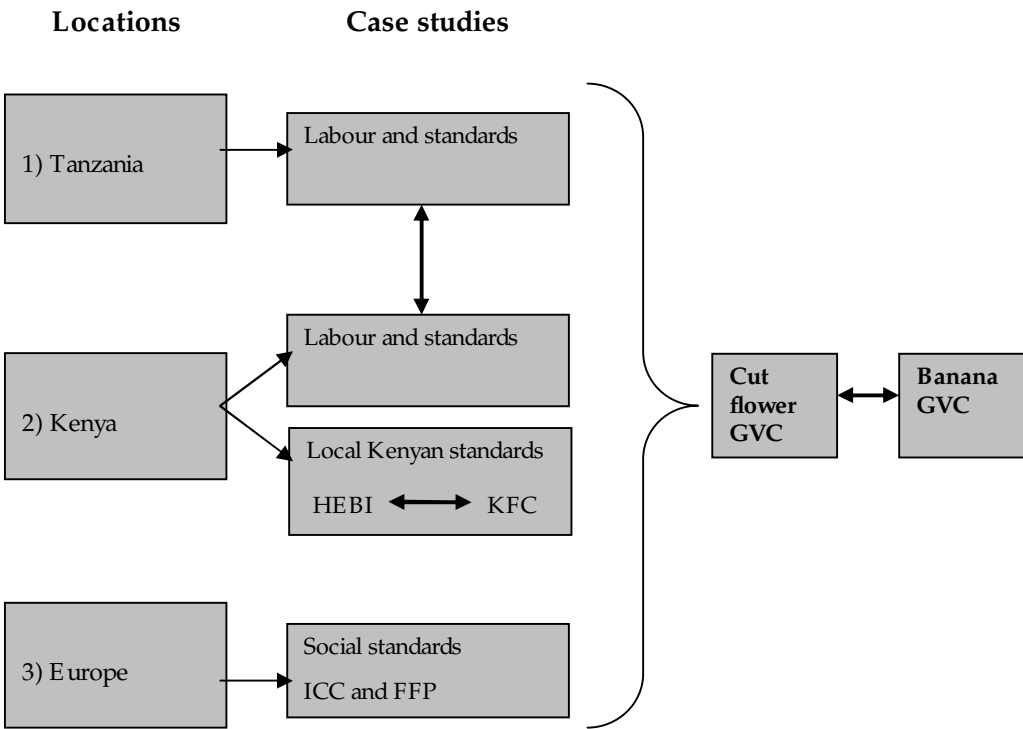 Locations
Case studies
1) Tanzania
Labour and standards
2) Kenya
Labour and standards
Local Kenyan standards
HEBI KFC
3) Europe
Social standards
ICC and FFP
Cut
flower
GVC
Banana
GVC